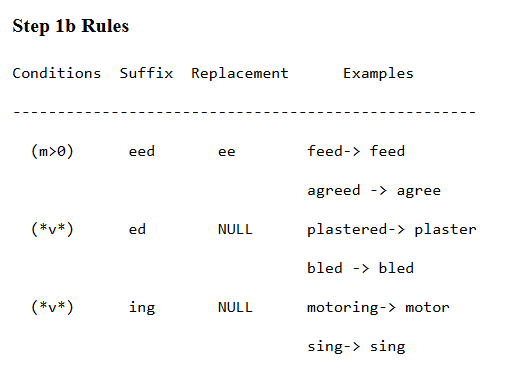 Step 1b Rules
Conditions Suffix Replacement Examples
----------------------------------------------------
(m>0) eed ee feed-> feed
agreed -> agree
(*v*) ed NULL plastered-> plaster
bled -> bled
(*v*) ing NULL motoring-> motor
sing-> sing